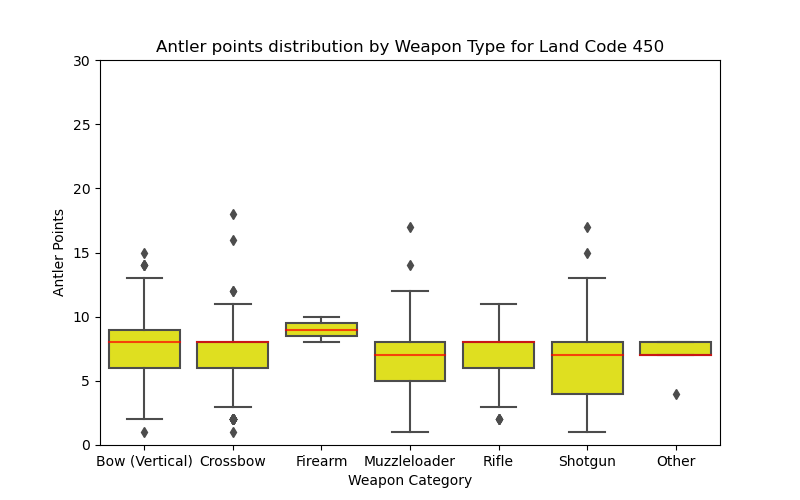 Antler points distribution by Weapon Type for Land Code 450
30
25
20
15
10
5
0
Antler Points
Bow (Vertical) Crossbow Firearm Muzzleloader Rifle Shotgun Other
Weapon Category